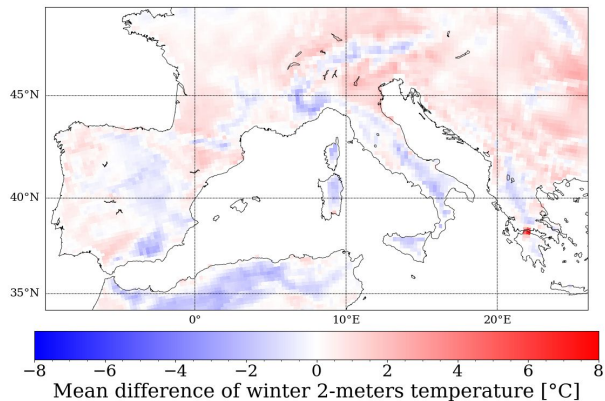 45°N
40°N
35°N
0° 10°E 20°E
−8 −6 −4 −2 0 2 4 6 8
Mean difference of winter 2-meters temperature [°C]